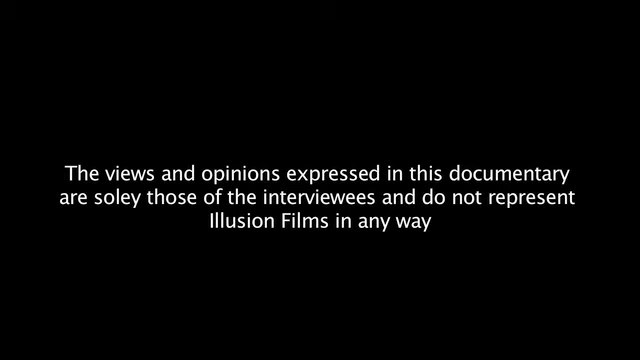 The views and opinions expressed in this documentary
are soley those of the interviewees and do not represent
Illusion Films in any way